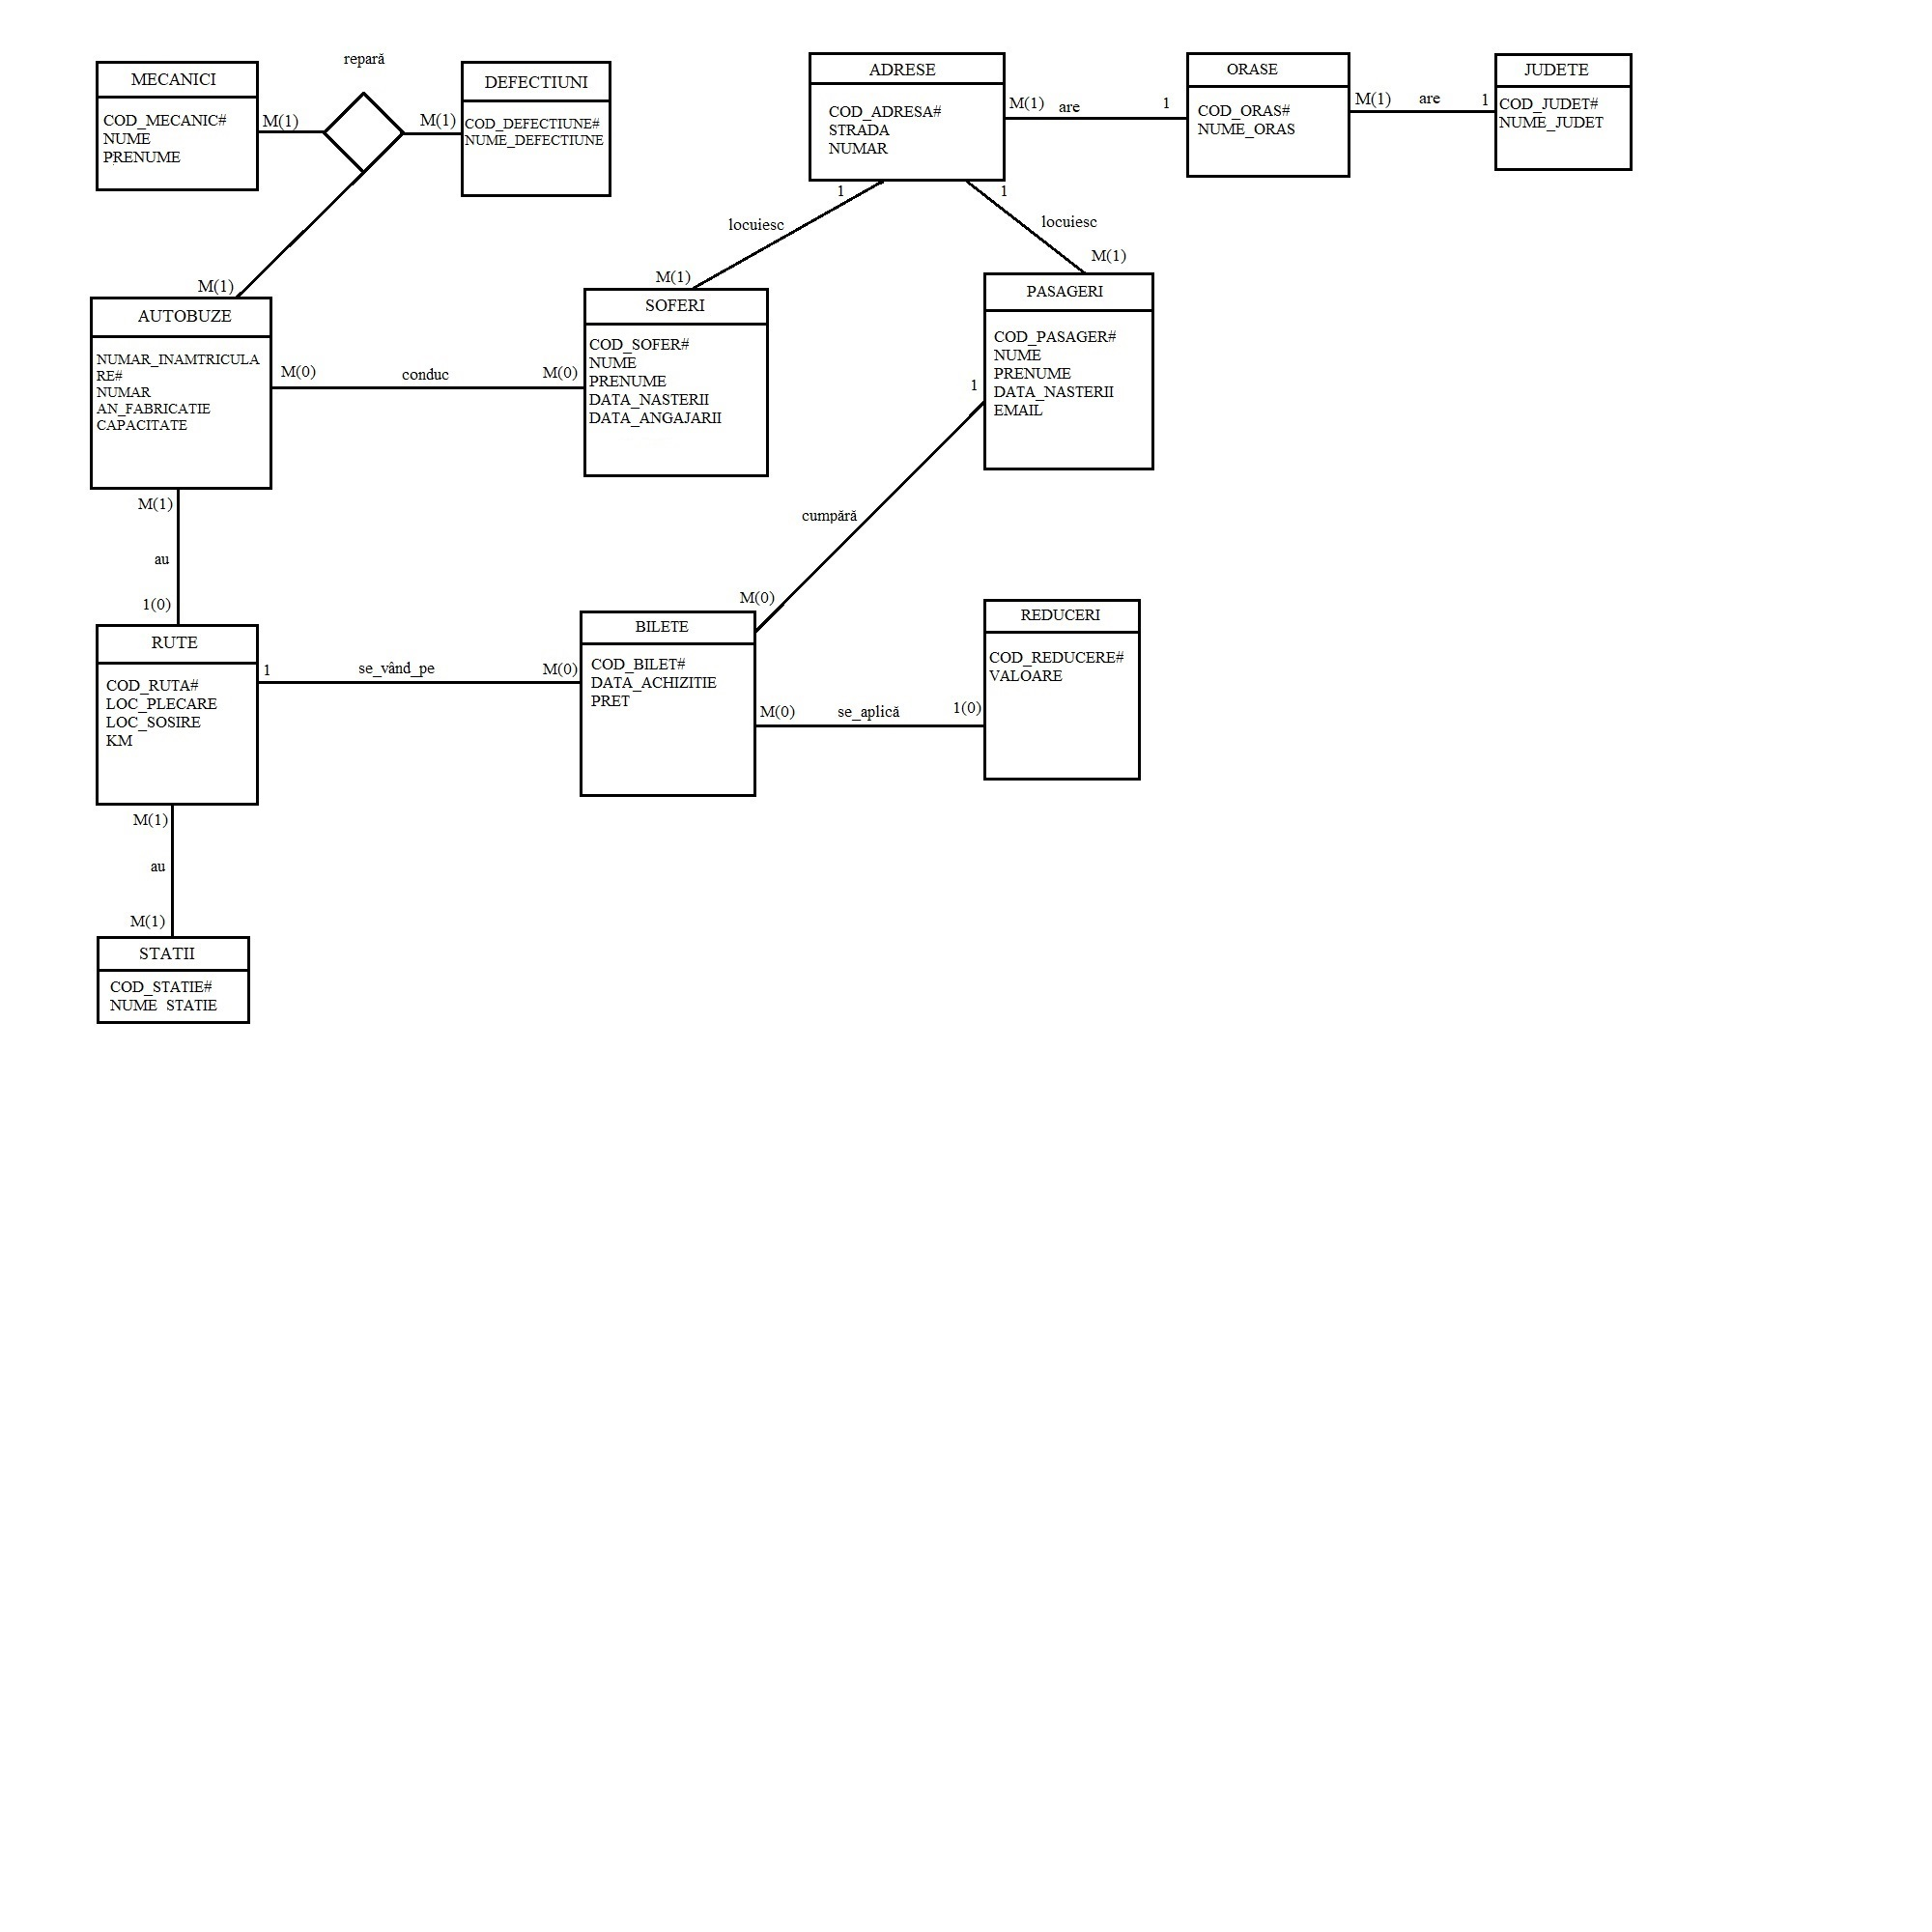 repară
MECANICI
COD_MECANIC#
NUME
PRENUME
M(1)
M(1)
DEFECTIUNI
COD_DEFECTIUNE#
NUME_DEFECTIUNE
ADRESE
COD_ADRESA#
STRADA
NUMAR
M(1)
are
1
ORASE
COD_ORAS#
NUME_ORAS
M(1)
are
1
JUDETE
COD_JUDET#
NUME_JUDET
1
locuiesc
M(1)
1
locuiesc
M(1)
M(1)
AUTOBUZE
NUMAR_INAMTRICULA
RE#
NUMAR
AN_FABRICATIE
CAPACITATE
M(0)
conduc
M(0)
SOFERI
COD_SOFER#
NUME
PRENUME
DATA_NASTERII
DATA_ANGAJARII
PASAGERI
COD_PASAGER#
NUME
PRENUME
DATA_NASTERII
EMAIL
1
cumpără
M(0)
M(1)
au
1(0)
RUTE
COD_RUTA#
LOC_PLECARE
LOC_SOSIRE
KM
1
se_vând_pe
M(0)
BILETE
COD_BILET#
DATA_ACHIZITIE
PRET
M(0)
se_aplică
1(0)
REDUCERI
COD_REDUCERE#
VALOARE
M(1)
au
M(1)
STATII
COD_STATIE#
NUME_STATIE